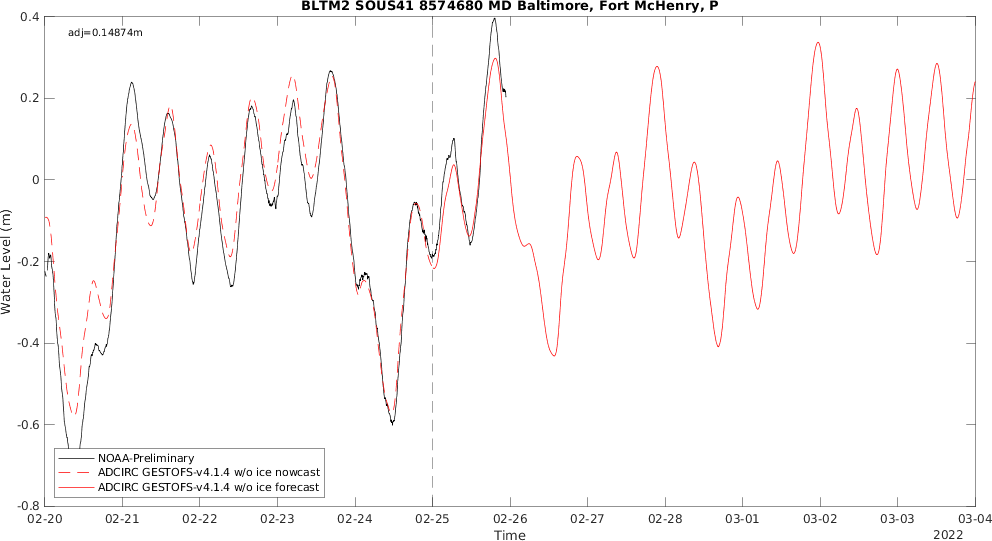 BLTM2 SOUS41 8574680 MD Baltimore, Fort McHenry, P
adj=0.14874m
0.4
0.2
0
-0.2
-0.4
-0.6
-0.8
Water Level (m)
NOAA-Preliminary
ADCIRC GESTOFS-v4.1.4 w/o ice nowcast
ADCIRC GESTOFS-v4.1.4 w/o ice forecast
02-20 02-21 02-22 02-23 02-24 02-25 02-26 02-27 02-28 03-01 03-02 03-03 03-04
Time
2022